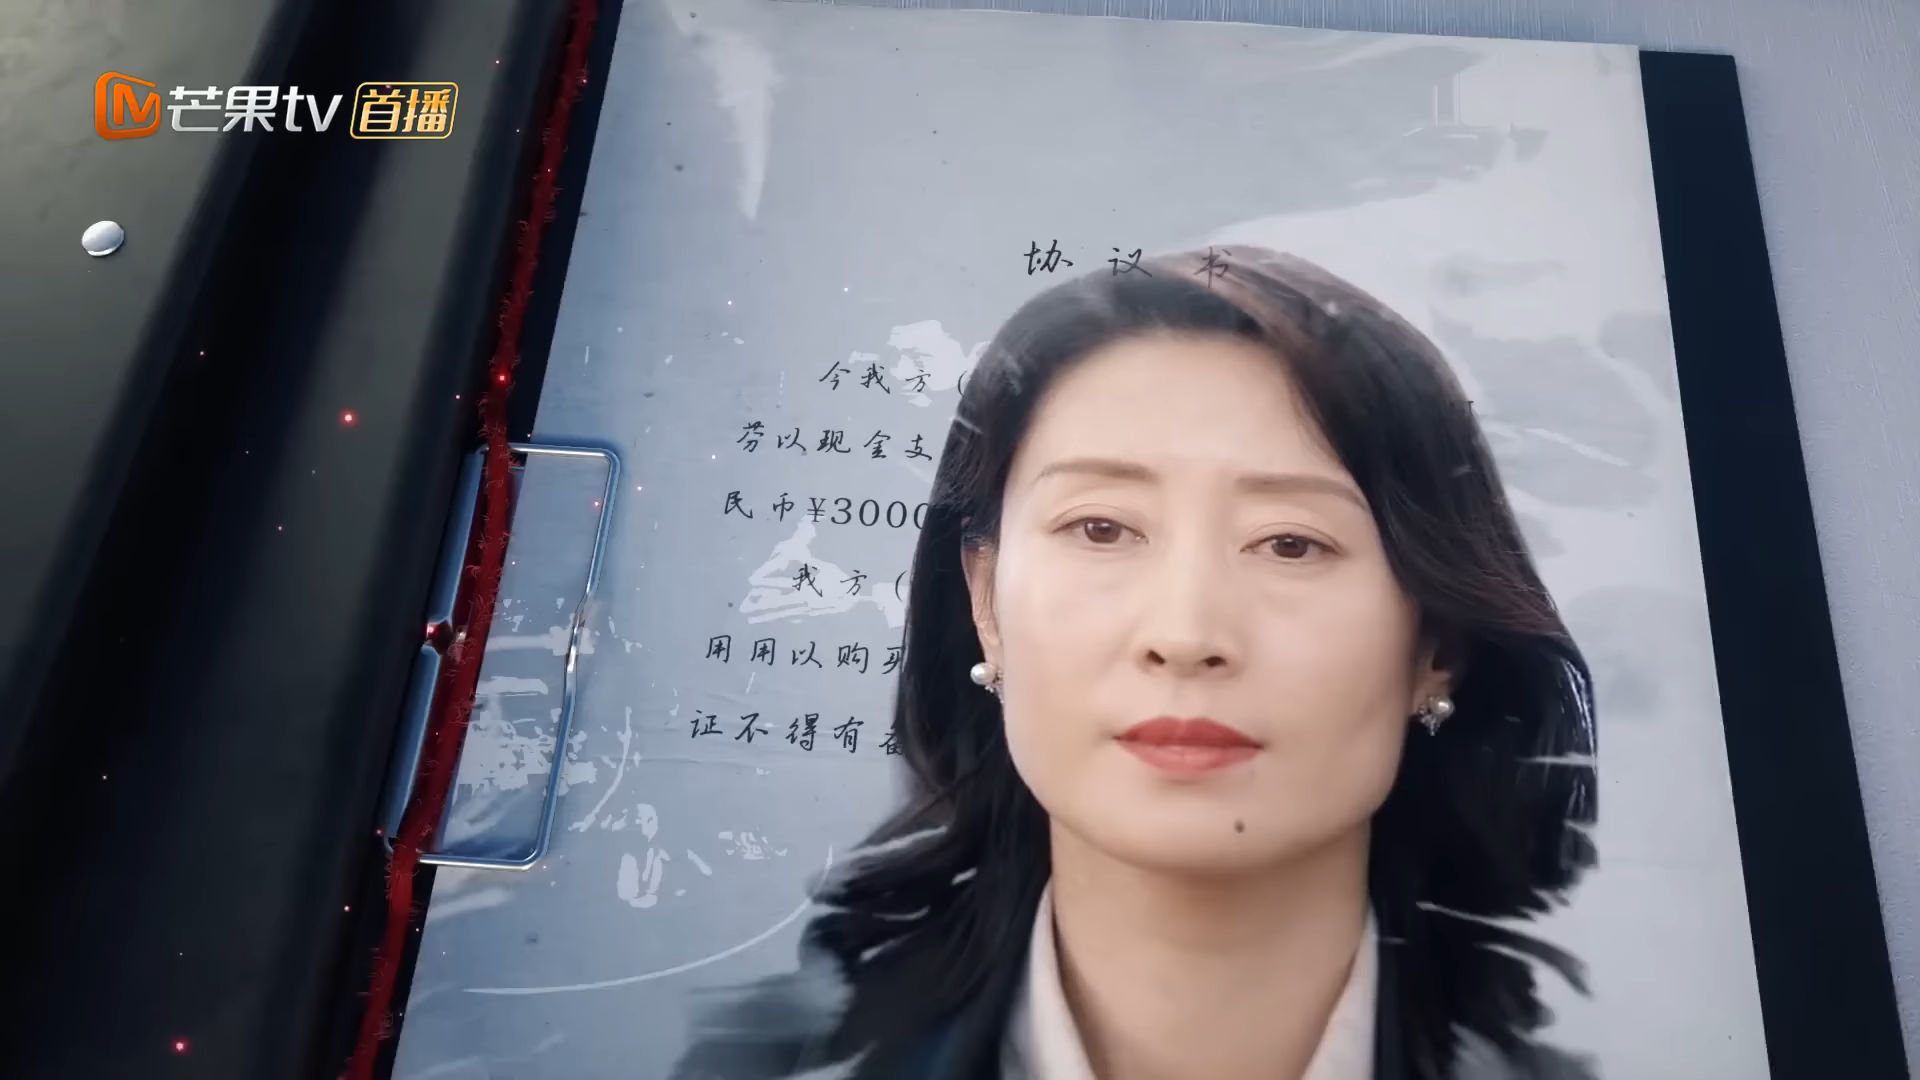 芒果tv 首播
协议书
今我方(
芬以现金支
民币¥3000
我方(
用用以购买
证不得有